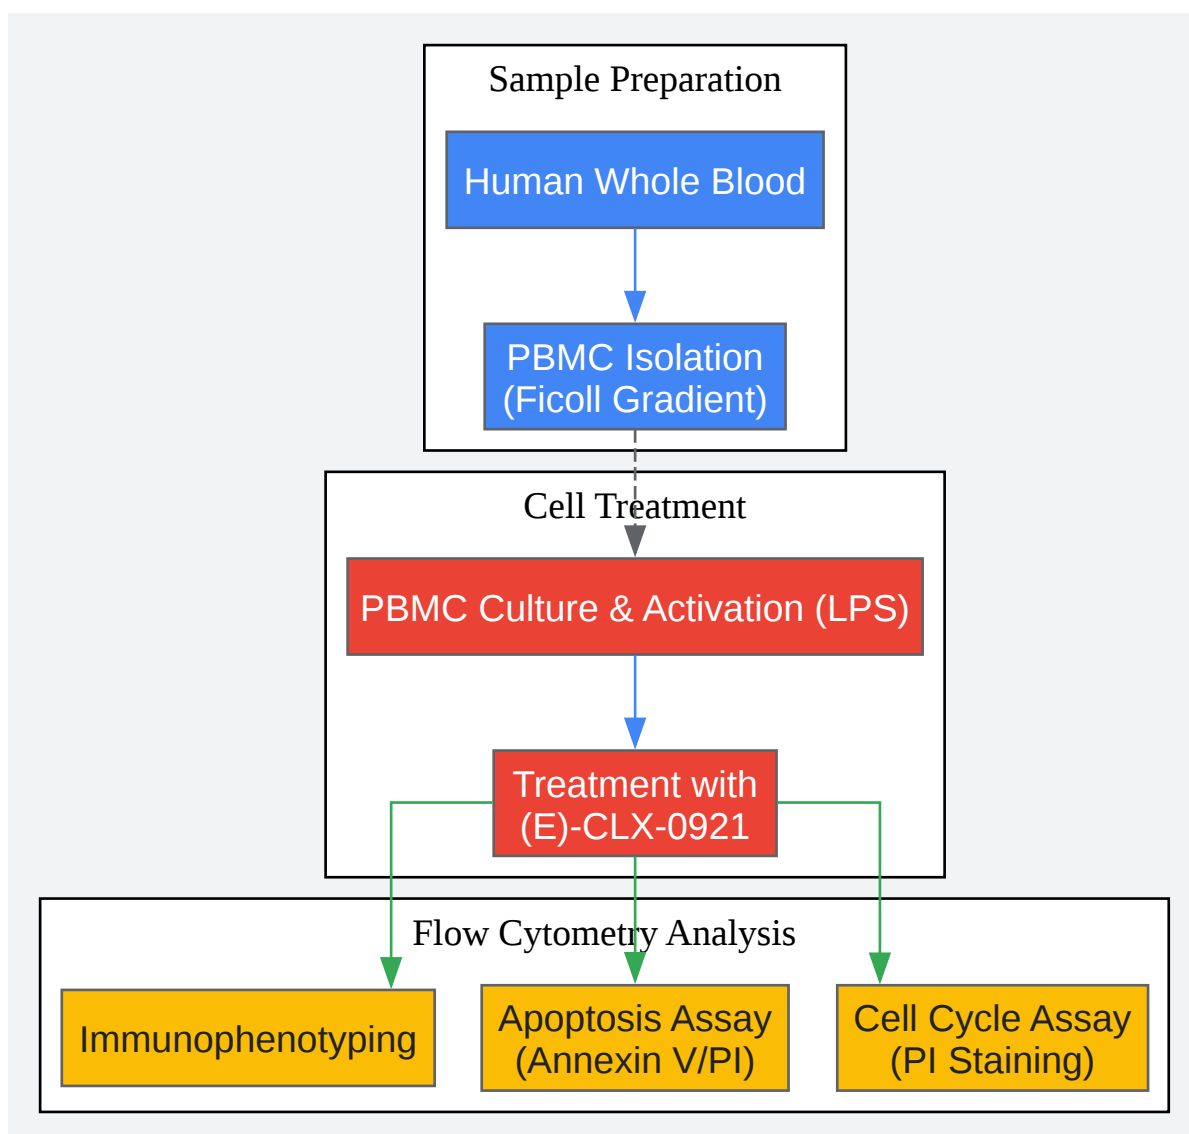 Sample Preparation
Human Whole Blood
PBMC Isolation
(Ficoll Gradient)
Cell Treatment
PBMC Culture & Activation (LPS)
Treatment with
(E)-CLX-0921
Flow Cytometry Analysis
Immunophenotyping
Apoptosis Assay
(Annexin V/PI)
Cell Cycle Assay
(PI Staining)